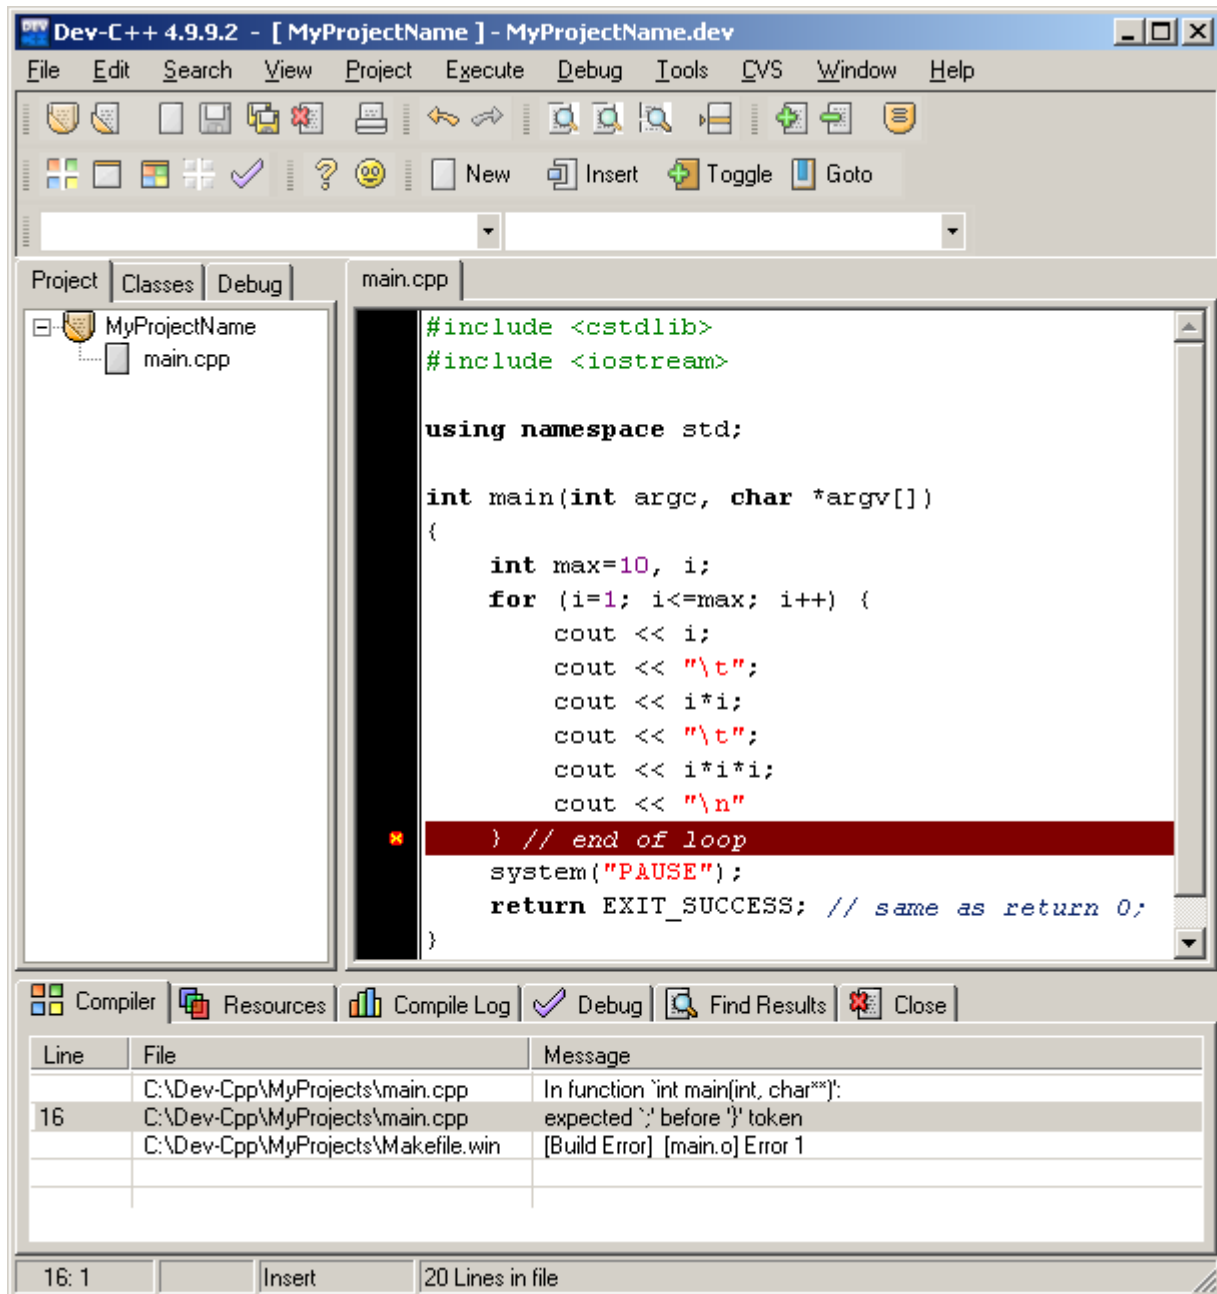 Dev-C++ 4.9.9.2 - [ MyProjectName ] - MyProjectName.dev
File Edit Search View Project Execute Debug Tools CVS Window Help
New Insert Toggle Goto
Project Classes Debug
main.cpp
MyProjectName
main.cpp
#include <cstdlib>
#include <iostream>
using namespace std;
int main(int argc, char *argv[])
{
    int max=10, i;
    for (i=1; i<=max; i++) {
        cout << i;
        cout << "\t";
        cout << i*i;
        cout << "\t";
        cout << i*i*i;
        cout << "\n"
    } // end of loop
    system("PAUSE");
    return EXIT_SUCCESS; // same as return 0;
}
Compiler Resources Compile Log Debug Find Results Close
Line File Message
C:\Dev-Cpp\MyProjects\main.cpp In function `int main(int, char**)':
16 C:\Dev-Cpp\MyProjects\main.cpp expected `;' before '}' token
C:\Dev-Cpp\MyProjects\Makefile.win [Build Error] [main.o] Error 1
16: 1 Insert 20 Lines in file